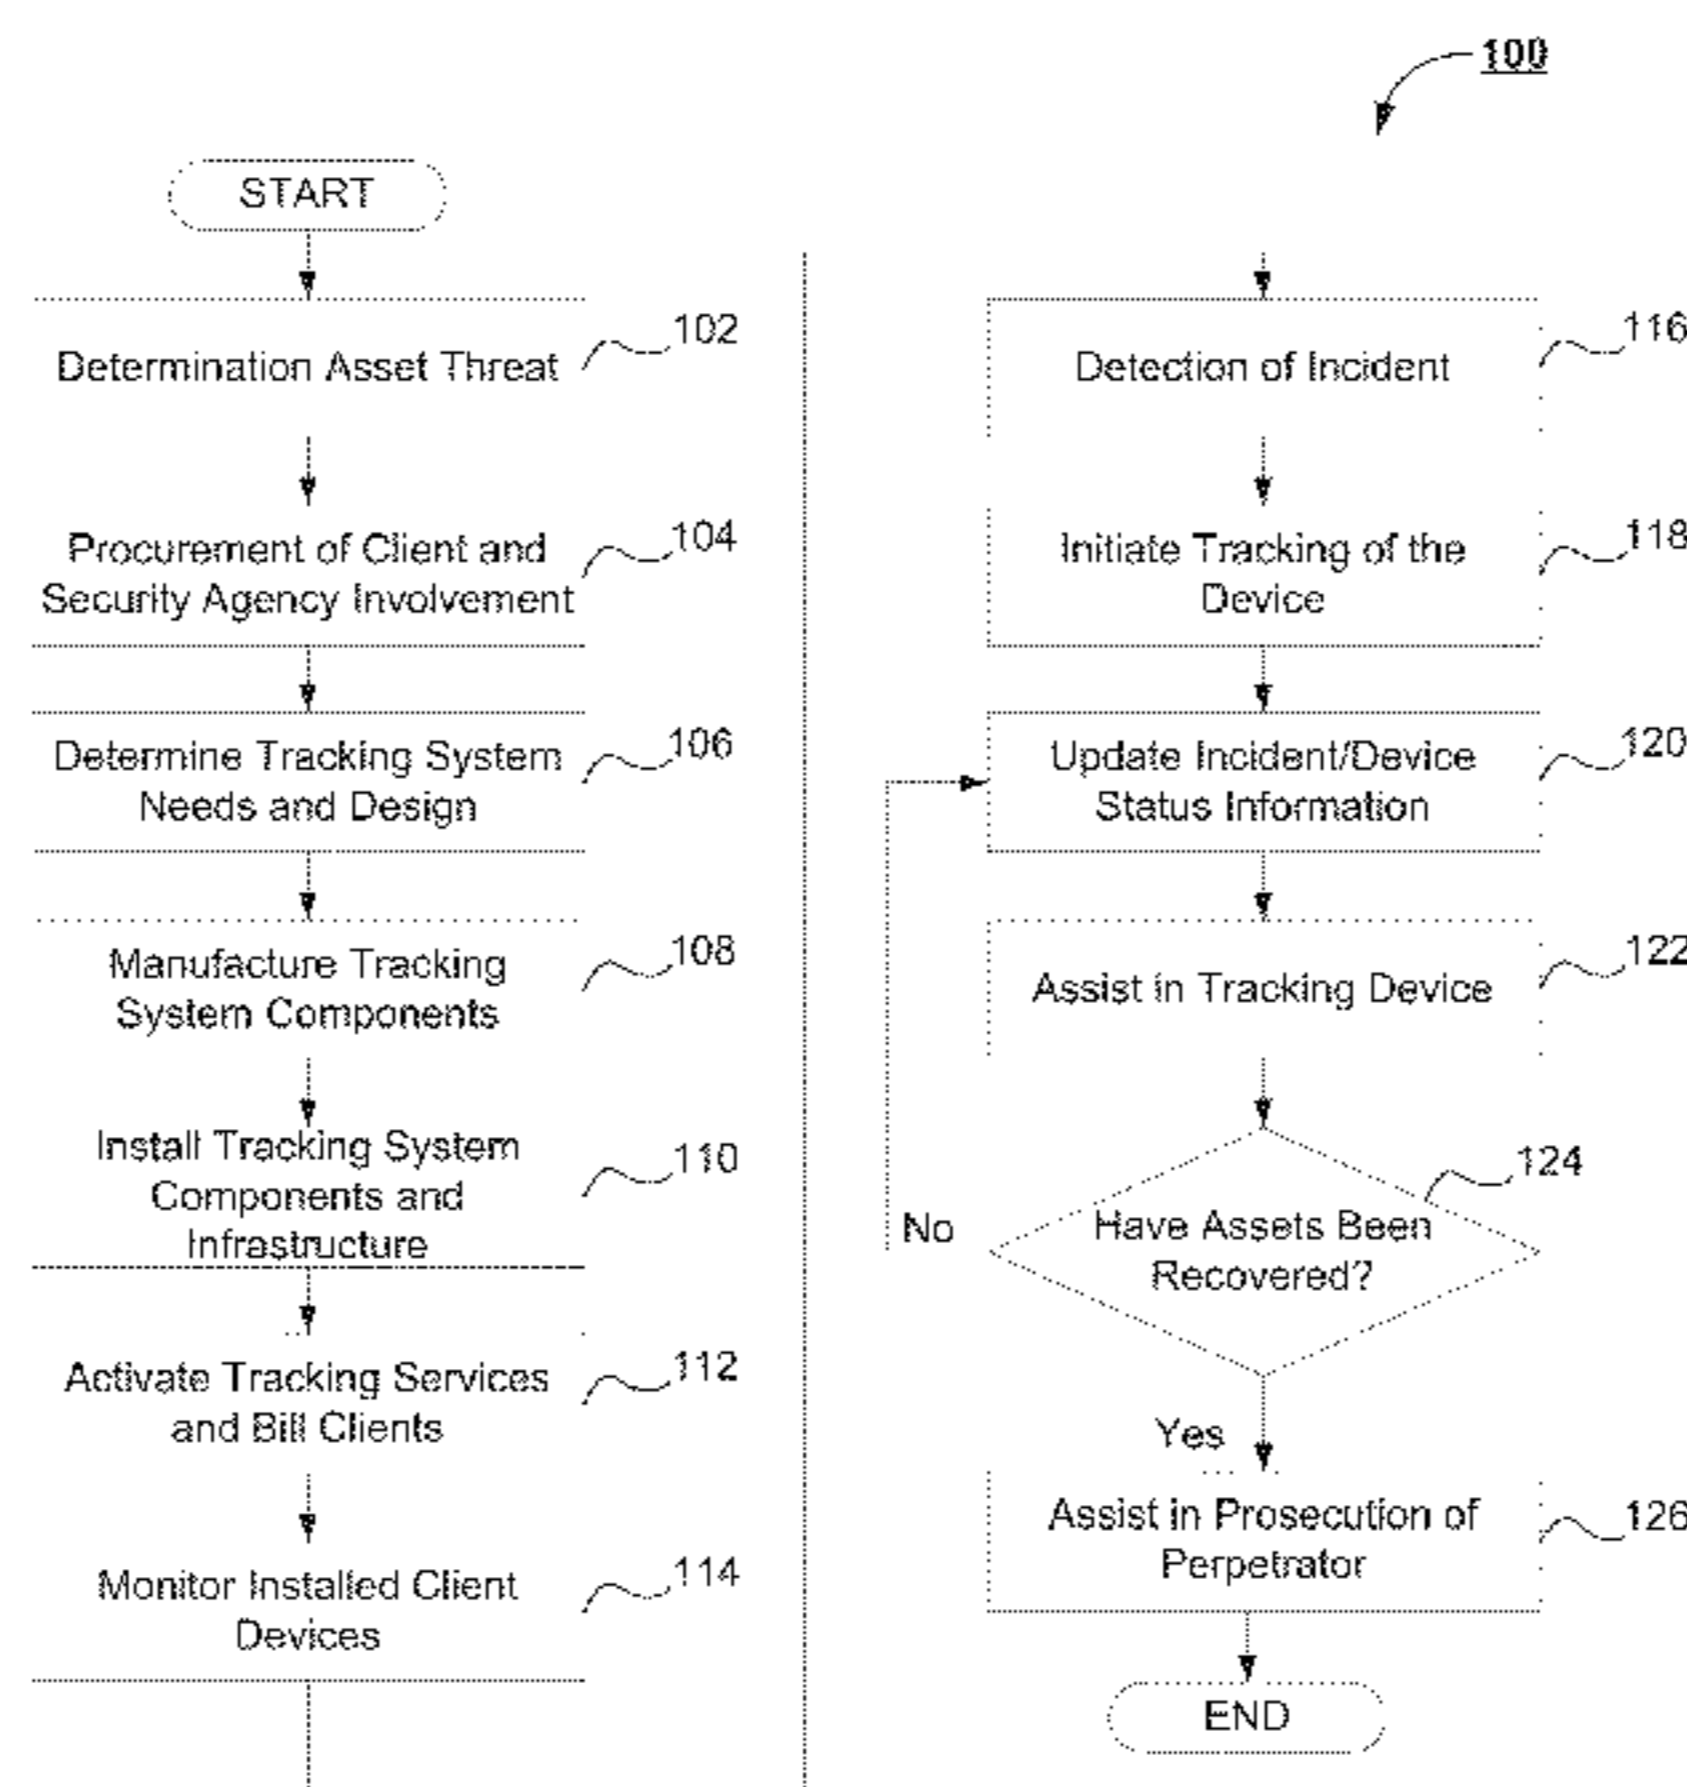 100
START
Determination Asset Threat
102
Procurement of Client and
Security Agency Involvement
104
Determine Tracking System
Needs and Design
106
Manufacture Tracking
System Components
108
Install Tracking System
Components and
Infrastructure
110
Activate Tracking Services
and Bill Clients
112
Monitor Installed Client
Devices
114
Detection of Incident
116
Initiate Tracking of the
Device
118
Update Incident/Device
Status Information
120
Assist in Tracking Device
122
Have Assets Been
Recovered?
124
No
Yes
Assist in Prosecution of
Perpetrator
126
END